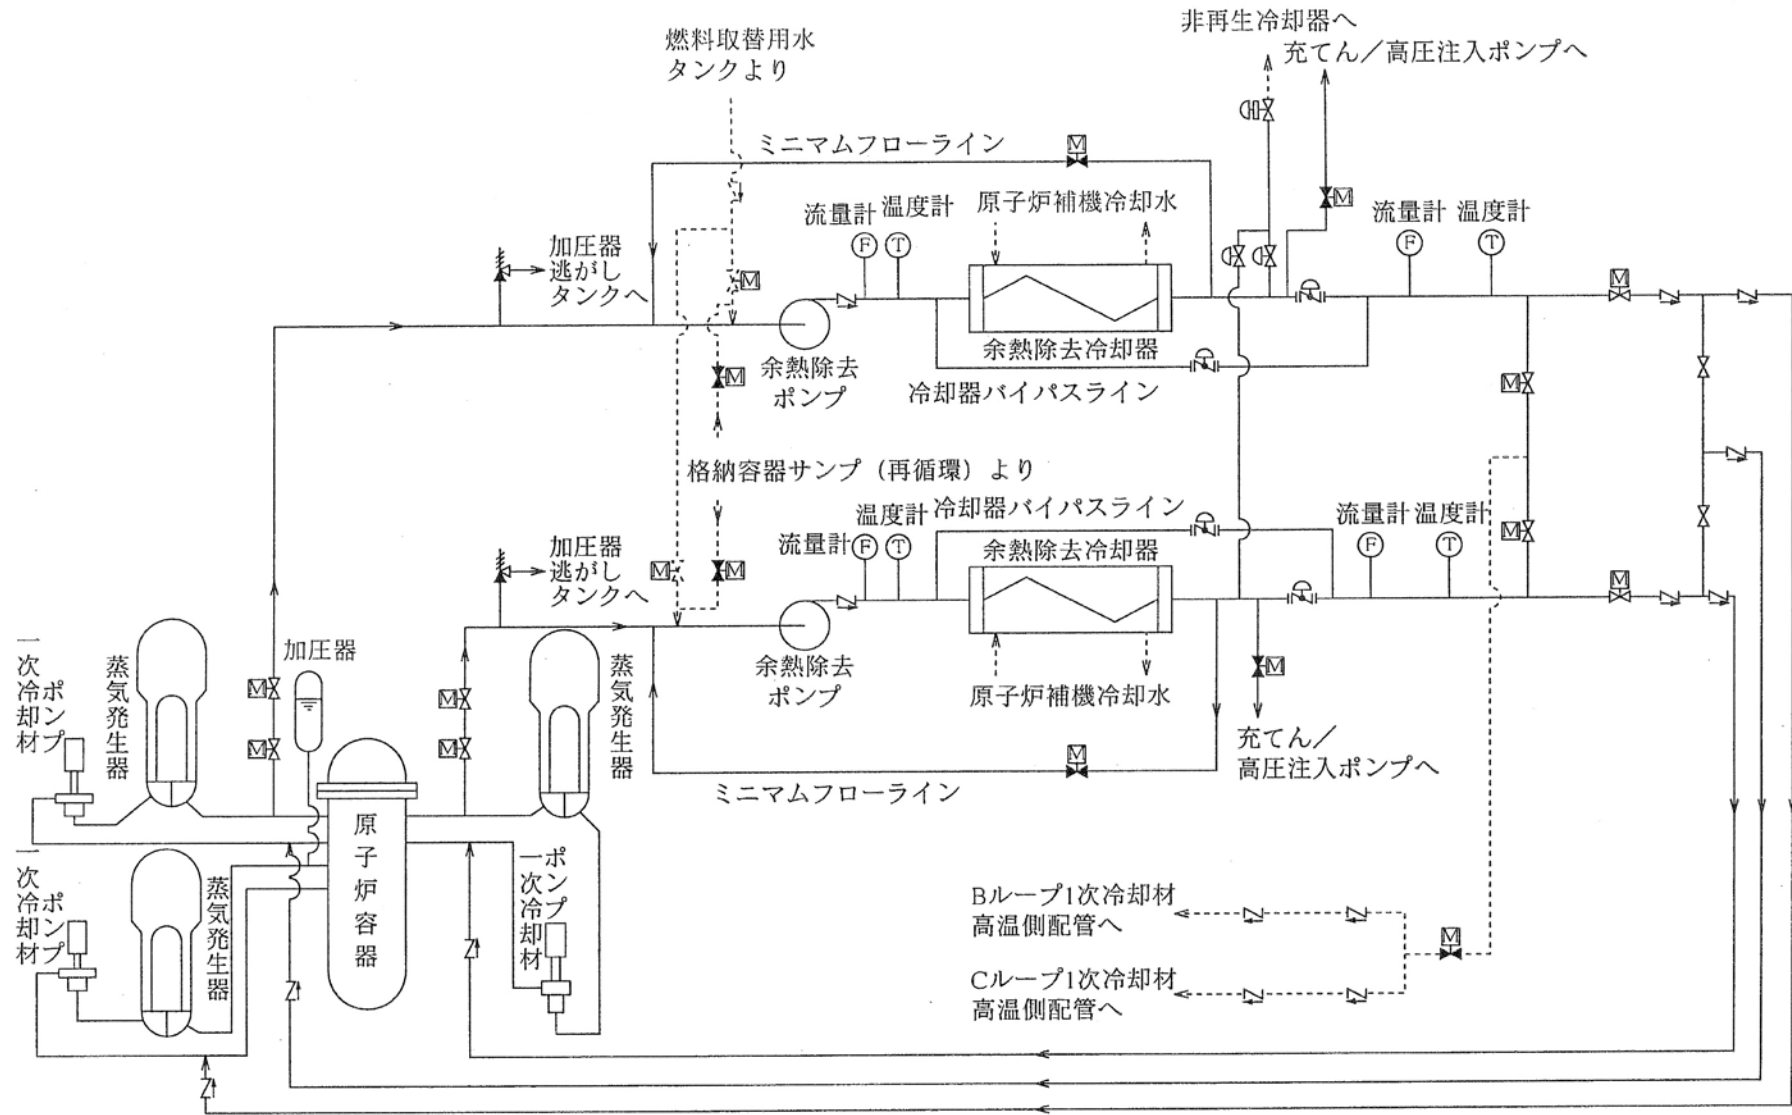 非再生冷却器へ
充てん／高圧注入ポンプへ
燃料取替用水
タンクより
ミニマムフローライン
M
原子炉補機冷却水
流量計
温度計
F
T
M
流量計
温度計
F
T
M
加圧器
逃がし
タンクへ
M
余熱除去
ポンプ
余熱除去冷却器
冷却器バイパスライン
M
M
格納容器サンプ（再循環）より
冷却器バイパスライン
流量計
温度計
F
T
余熱除去冷却器
流量計
温度計
F
T
M
M
加圧器
逃がし
タンクへ
M
M
余熱除去
ポンプ
原子炉補機冷却水
M
充てん／
高圧注入ポンプへ
M
ミニマムフローライン
一次冷却材
ポンプ
蒸気発生器
M
M
加圧器
M
M
蒸気発生器
原子炉容器
一次冷却材
ポンプ
蒸気発生器
一次冷却材
ポンプ
Bループ1次冷却材
高温側配管へ
M
Cループ1次冷却材
高温側配管へ